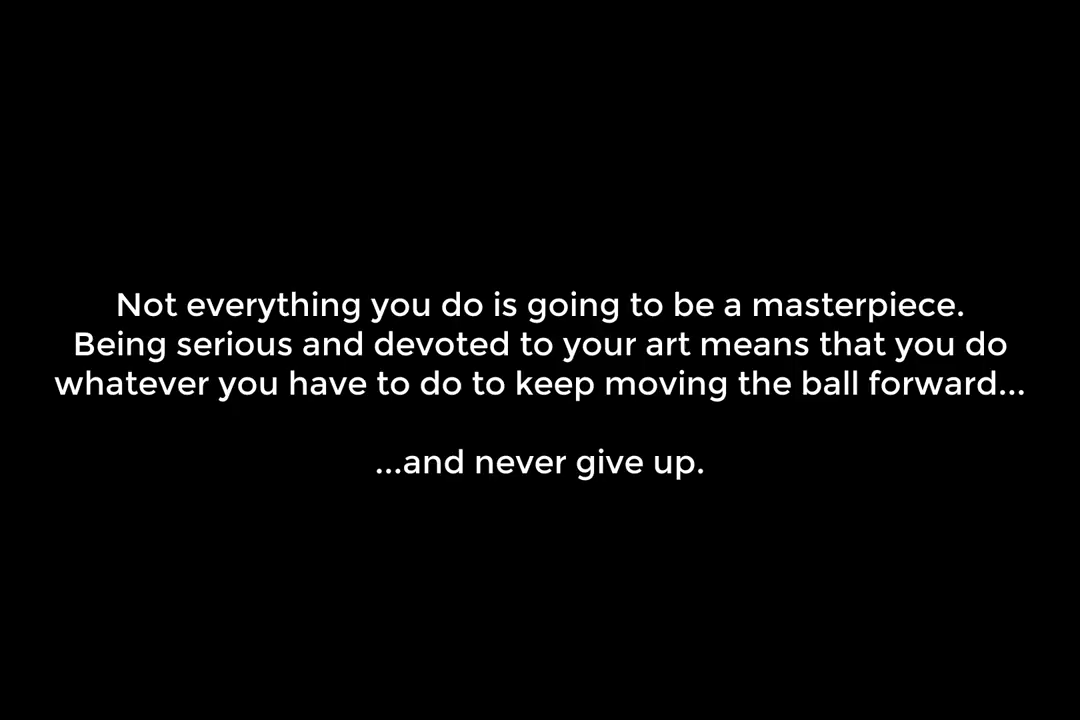 Not everything you do is going to be a masterpiece.
Being serious and devoted to your art means that you do
whatever you have to do to keep moving the ball forward...
...and never give up.